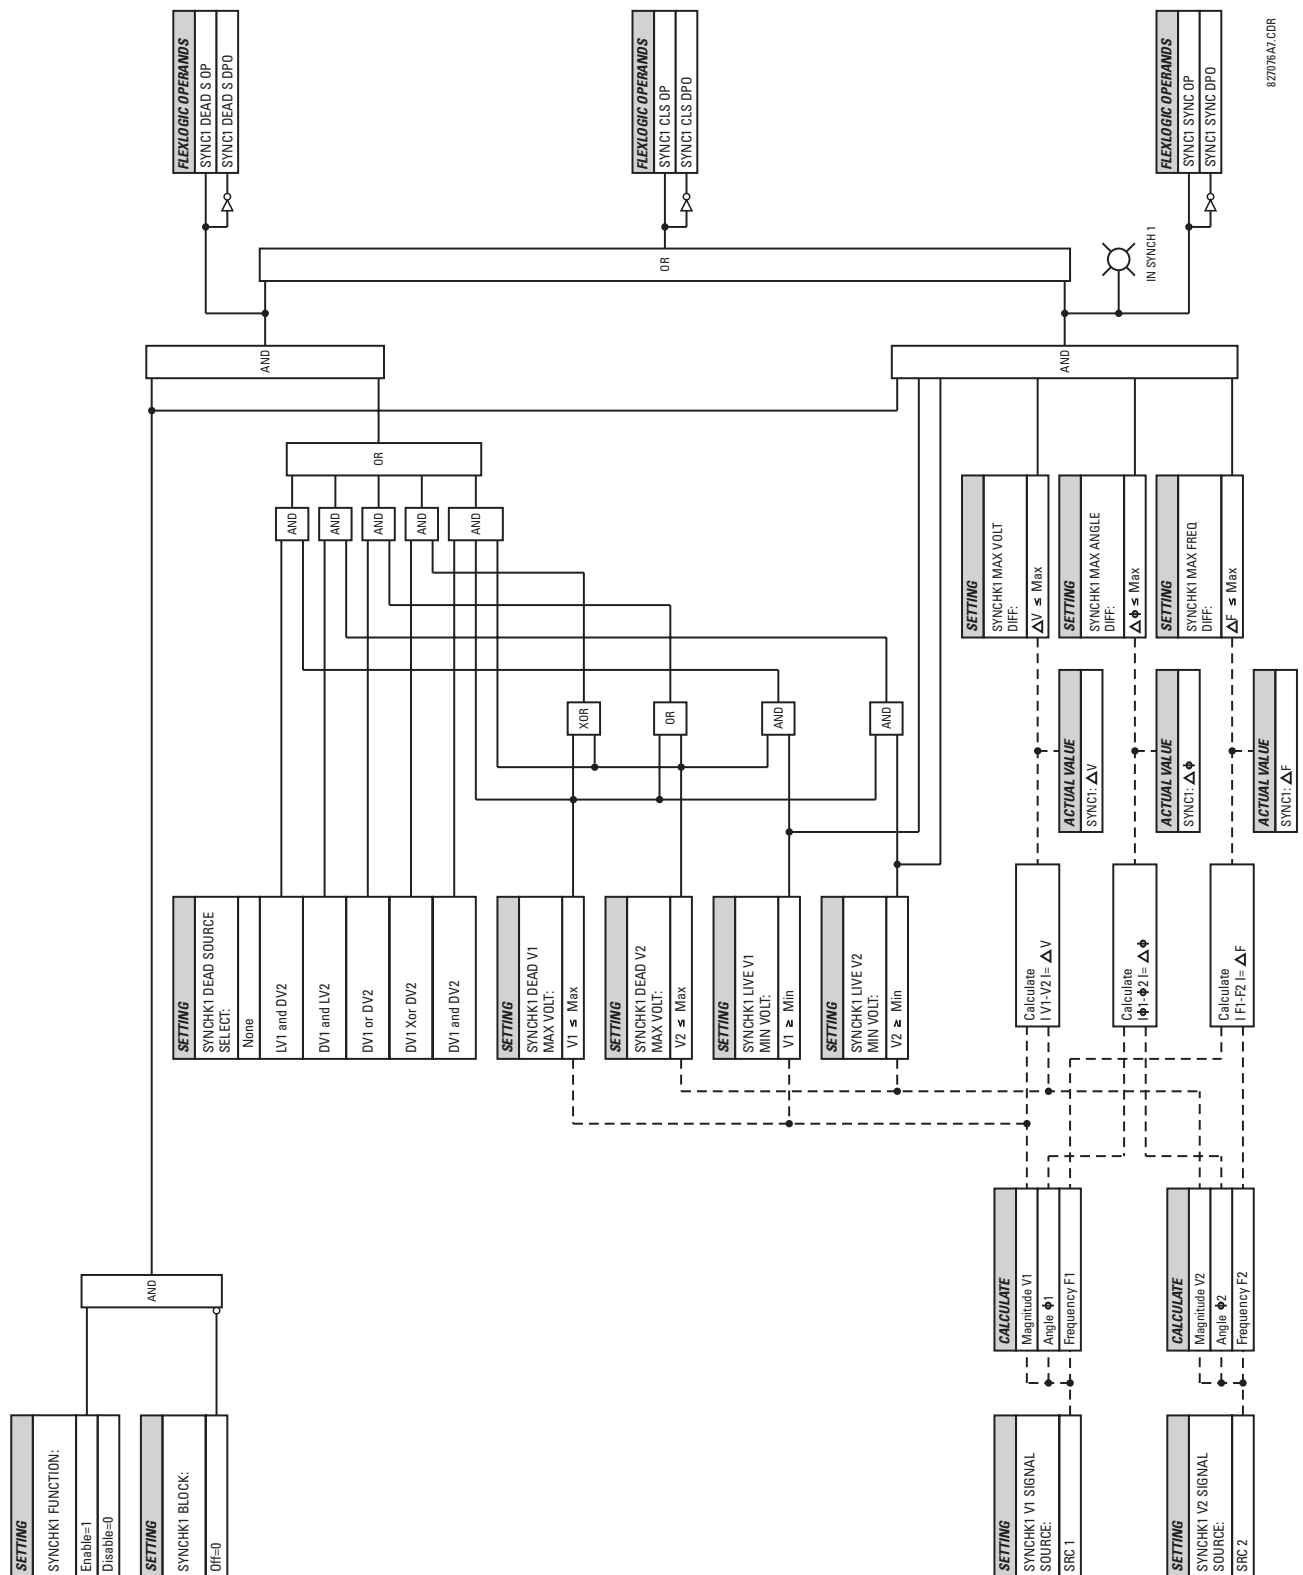 SETTING
SYNCHK1 FUNCTION:
Enable=1
Disable=0
SETTING
SYNCHK1 BLOCK:
Off=0
AND
SETTING
SYNCHK1 DEAD SOURCE
SELECT:
None
LV1 and DV2
DV1 and LV2
DV1 or DV2
DV1 Xor DV2
DV1 and DV2
SETTING
SYNCHK1 DEAD V1
MAX VOLT:
V1 ≤ Max
SETTING
SYNCHK1 DEAD V2
MAX VOLT:
V2 ≤ Max
SETTING
SYNCHK1 LIVE V1
MIN VOLT:
V1 ≥ Min
SETTING
SYNCHK1 LIVE V2
MIN VOLT:
V2 ≥ Min
XOR
OR
AND
AND
AND
AND
AND
AND
AND
OR
AND
AND
OR
FLEXLOGIC OPERANDS
SYNC1 DEAD S OP
SYNC1 DEAD S DPO
FLEXLOGIC OPERANDS
SYNC1 CLS OP
SYNC1 CLS DPO
FLEXLOGIC OPERANDS
SYNC1 SYNC OP
SYNC1 SYNC DPO
IN SYNCH 1
SETTING
SYNCHK1 V1 SIGNAL
SOURCE:
SRC 1
SETTING
SYNCHK1 V2 SIGNAL
SOURCE:
SRC 2
CALCULATE
Magnitude V1
Angle Φ1
Frequency F1
CALCULATE
Magnitude V2
Angle Φ2
Frequency F2
Calculate
I V1-V2 I= ΔV
Calculate
I Φ1-Φ2 I= ΔΦ
Calculate
I F1-F2 I= ΔF
ACTUAL VALUE
SYNC1: ΔV
ACTUAL VALUE
SYNC1: ΔΦ
ACTUAL VALUE
SYNC1: ΔF
SETTING
SYNCHK1 MAX VOLT
DIFF:
ΔV ≤ Max
SETTING
SYNCHK1 MAX ANGLE
DIFF:
ΔΦ ≤ Max
SETTING
SYNCHK1 MAX FREQ
DIFF:
ΔF ≤ Max
827076A7.CDR